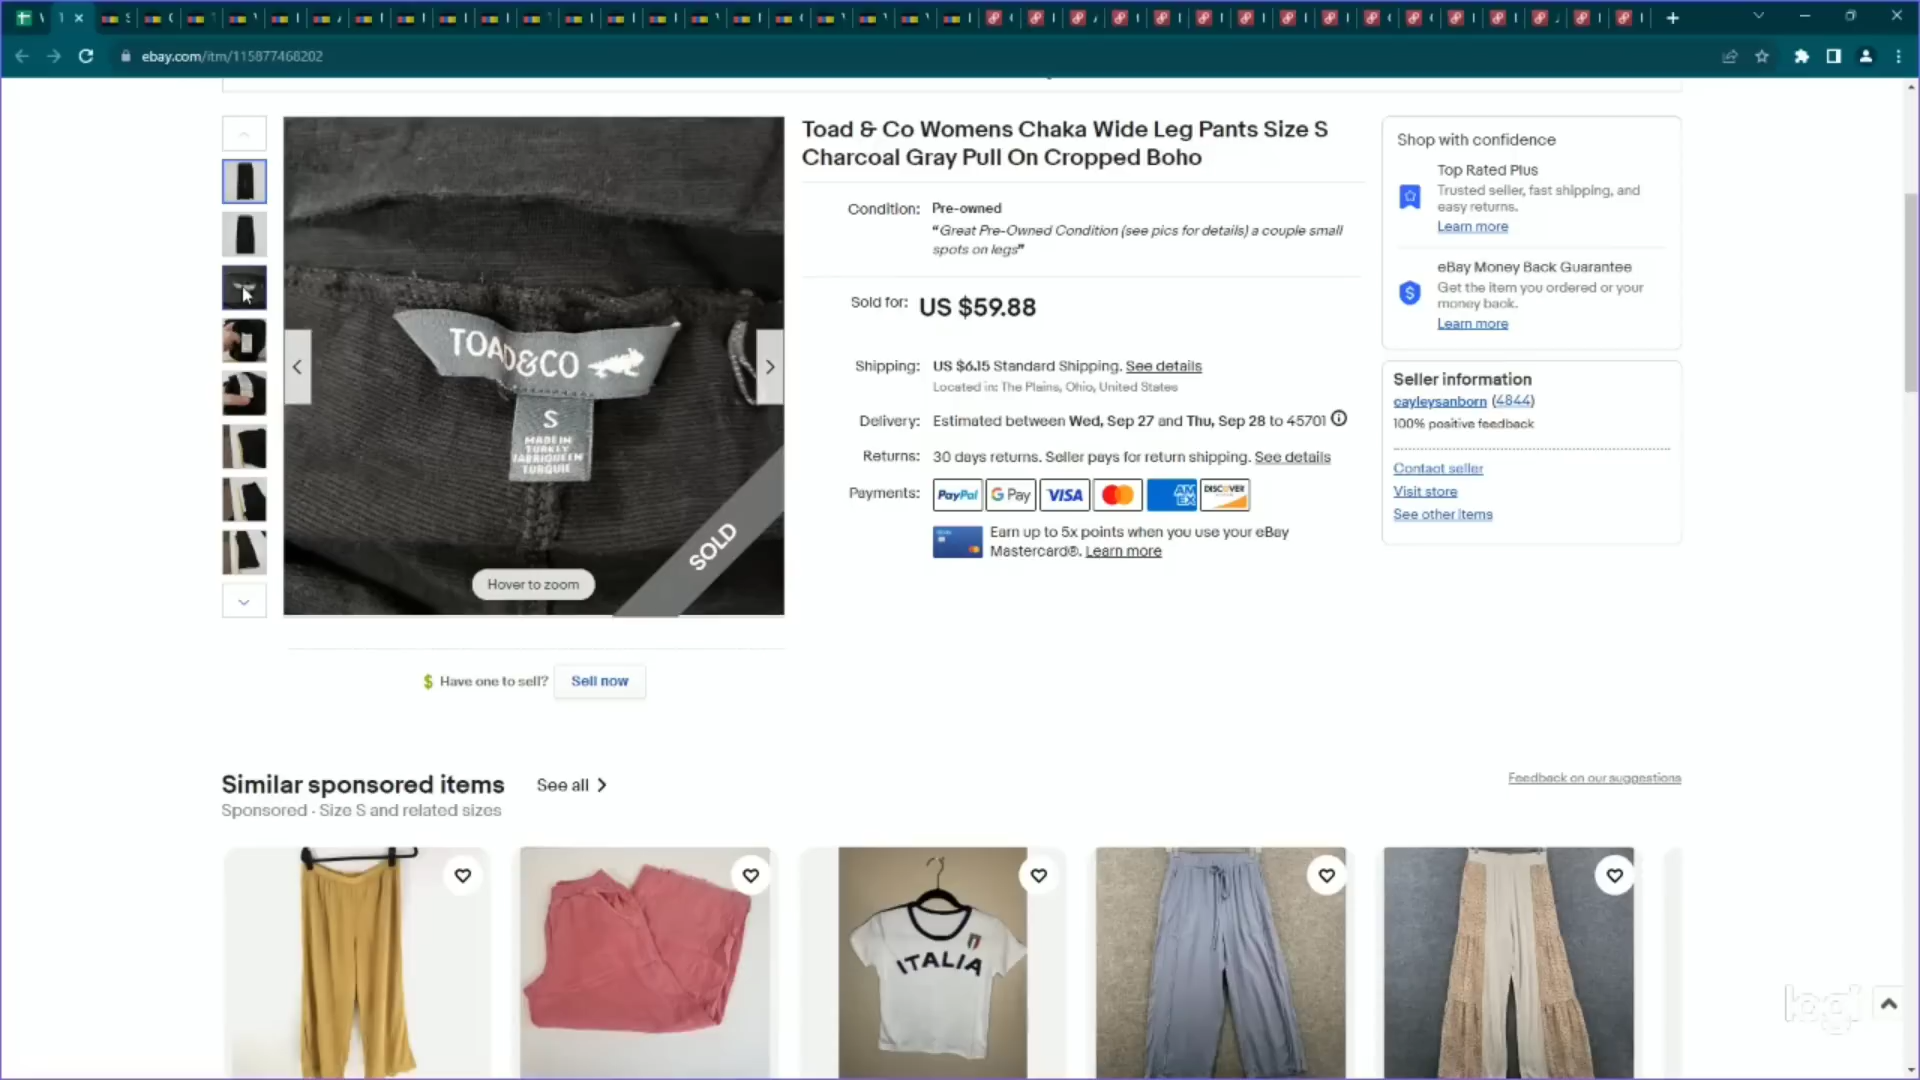 ebay.com/itm/115877468202
Toad & Co Womens Chaka Wide Leg Pants Size S
Charcoal Gray Pull On Cropped Boho
Condition: Pre-owned
“Great Pre-Owned Condition (see pics for details) a couple small
spots on legs”
Sold for: US $59.88
Shipping: US $6.15 Standard Shipping. See details
Located in: The Plains, Ohio, United States
Delivery: Estimated between Wed, Sep 27 and Thu, Sep 28 to 45701
Returns: 30 days returns. Seller pays for return shipping. See details
Payments: PayPal G Pay VISA AM EX DISCOVER
Earn up to 5x points when you use your eBay
Mastercard®. Learn more
TOAD&CO
S
MADE IN
TURKEY
FABRIQUE EN
TURQUIE
SOLD
Hover to zoom
Have one to sell? Sell now
Shop with confidence
Top Rated Plus
Trusted seller, fast shipping, and
easy returns.
Learn more
eBay Money Back Guarantee
Get the item you ordered or your
money back.
Learn more
Seller information
cayleysanborn (4844)
100% positive feedback
Contact seller
Visit store
See other items
Similar sponsored items See all
Feedback on our suggestions
Sponsored · Size S and related sizes
ITALIA